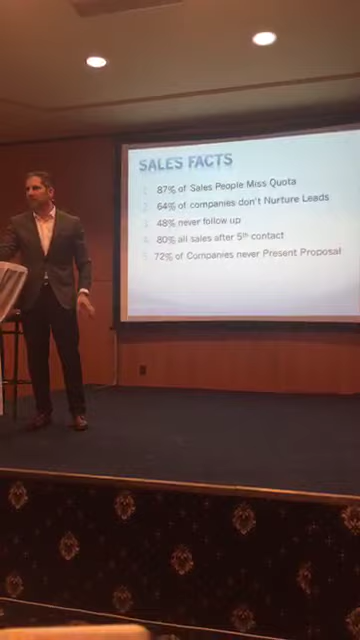 SALES FACTS
1. 87% of Sales People Miss Quota
2. 64% of companies don't Nurture Leads
3. 48% never follow up
4. 80% all sales after 5th contact
5. 72% of Companies never Present Proposal